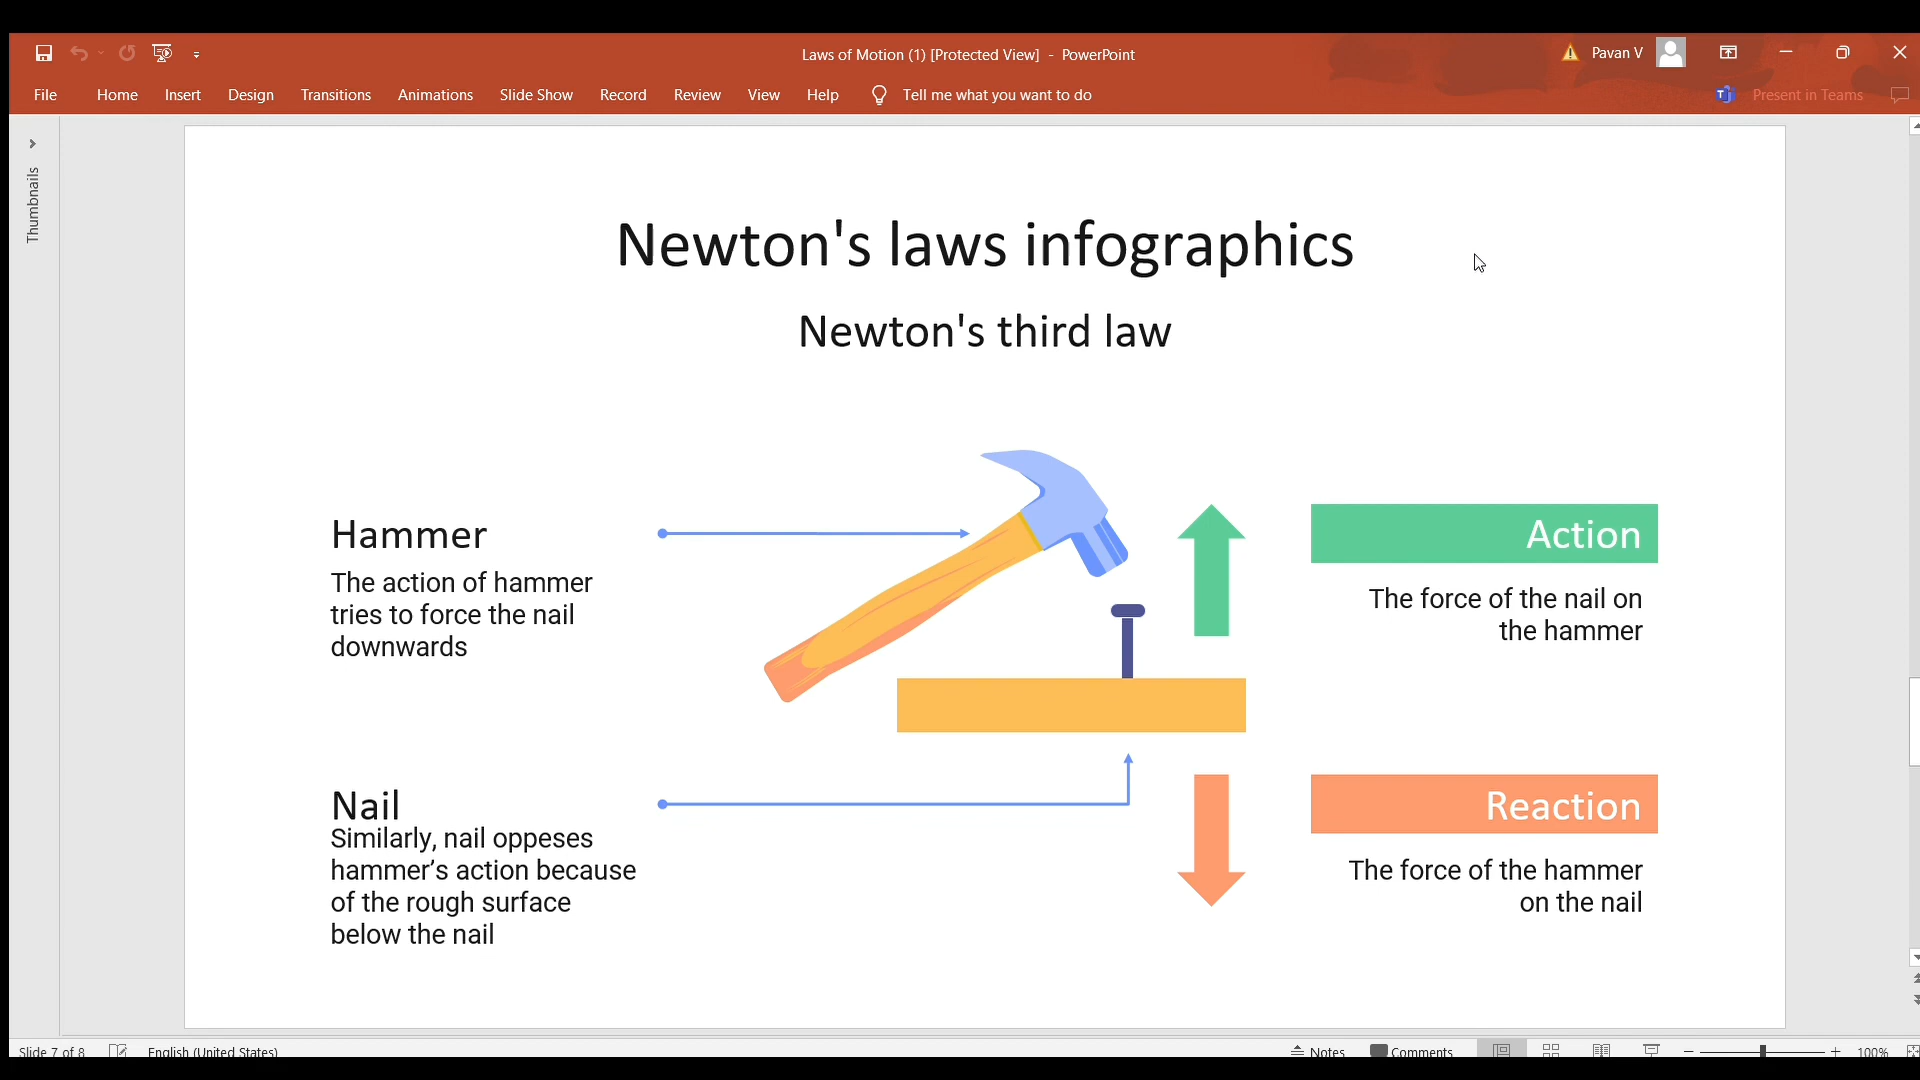 Laws of Motion (1) [Protected View] - PowerPoint
Pavan V
File Home Insert Design Transitions Animations Slide Show Record Review View Help Tell me what you want to do
Present in Teams
Thumbnails
Newton's laws infographics
Newton's third law
Hammer
The action of hammer
tries to force the nail
downwards
Action
The force of the nail on
the hammer
Nail
Similarly, nail oppeses
hammer’s action because
of the rough surface
below the nail
Reaction
The force of the hammer
on the nail
Slide 7 of 8 English (United States) Notes Comments 100%